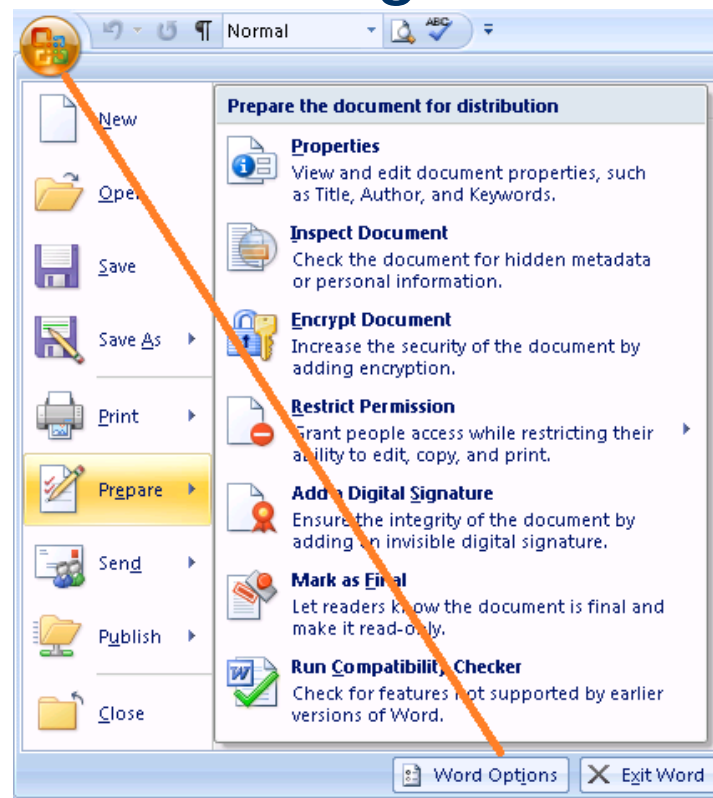 Normal
ABC
New
Open
Save
Save As
Print
Prepare
Send
Publish
Close
Prepare the document for distribution
Properties
View and edit document properties, such
as Title, Author, and Keywords.
Inspect Document
Check the document for hidden metadata
or personal information.
Encrypt Document
Increase the security of the document by
adding encryption.
Restrict Permission
Grant people access while restricting their
ability to edit, copy, and print.
Add a Digital Signature
Ensure the integrity of the document by
adding an invisible digital signature.
Mark as Final
Let readers know the document is final and
make it read-only.
Run Compatibility Checker
Check for features not supported by earlier
versions of Word.
Word Options
Exit Word